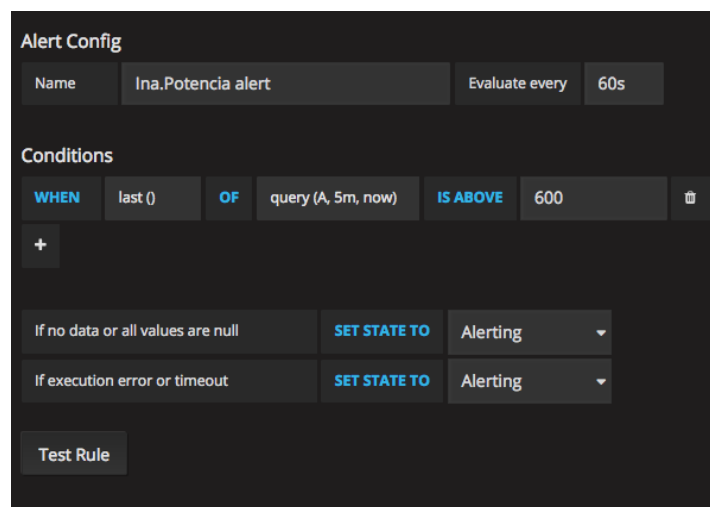 Alert Config
Name Ina.Potencia alert Evaluate every 60s
Conditions
WHEN last () OF query (A, 5m, now) IS ABOVE 600
+
If no data or all values are null SET STATE TO Alerting
If execution error or timeout SET STATE TO Alerting
Test Rule